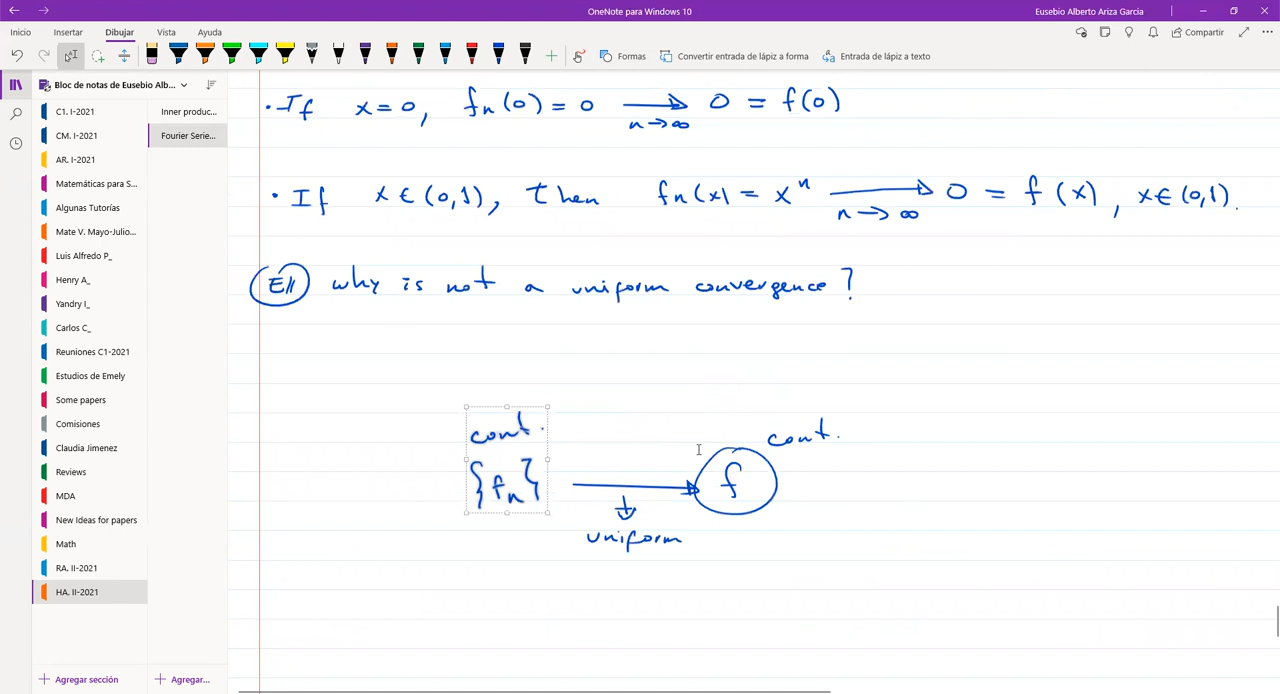 OneNote para Windows 10
Eusebio Alberto Ariza Garcia
Inicio Insertar Dibujar Vista Ayuda
Compartir
Formas Convertir entrada de lápiz a forma Entrada de lápiz a texto
Bloc de notas de Eusebio Alb...
C1. I-2021
CM. I-2021
AR. I-2021
Matemáticas para S...
Algunas Tutorías
Mate V. Mayo-Julio...
Luis Alfredo P_
Henry A_
Yandry I_
Carlos C_
Reuniones C1-2021
Estudios de Emely
Some papers
Comisiones
Claudia Jimenez
Reviews
MDA
New Ideas for papers
Math
RA. II-2021
HA. II-2021
Agregar sección
Inner produc...
Fourier Serie...
Agregar...
· If x=0, fn(0) = 0 → 0 = f(0)
n→∞
· If x∈(0,1), then fn(x) = xⁿ → 0 = f(x), x∈(0,1).
n→∞
why is not a uniform convergence?
cont. cont.
{fn} → f
uniform